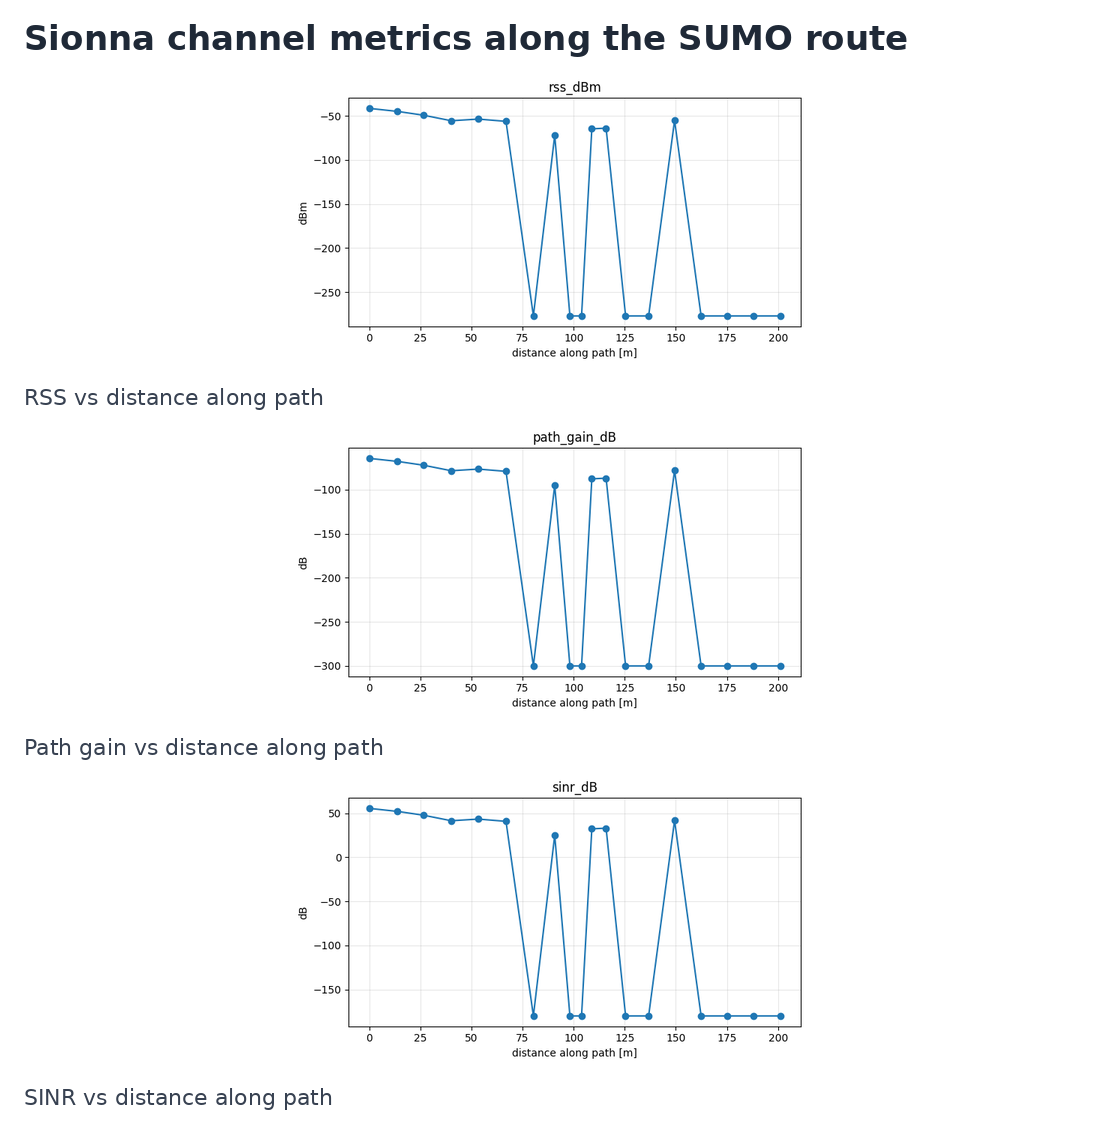 Sionna channel metrics along the SUMO route
rss_dBm
−50
−100
−150
−200
−250
dBm
0 25 50 75 100 125 150 175 200
distance along path [m]
RSS vs distance along path
path_gain_dB
−100
−150
−200
−250
−300
dB
0 25 50 75 100 125 150 175 200
distance along path [m]
Path gain vs distance along path
sinr_dB
50
0
−50
−100
−150
dB
0 25 50 75 100 125 150 175 200
distance along path [m]
SINR vs distance along path